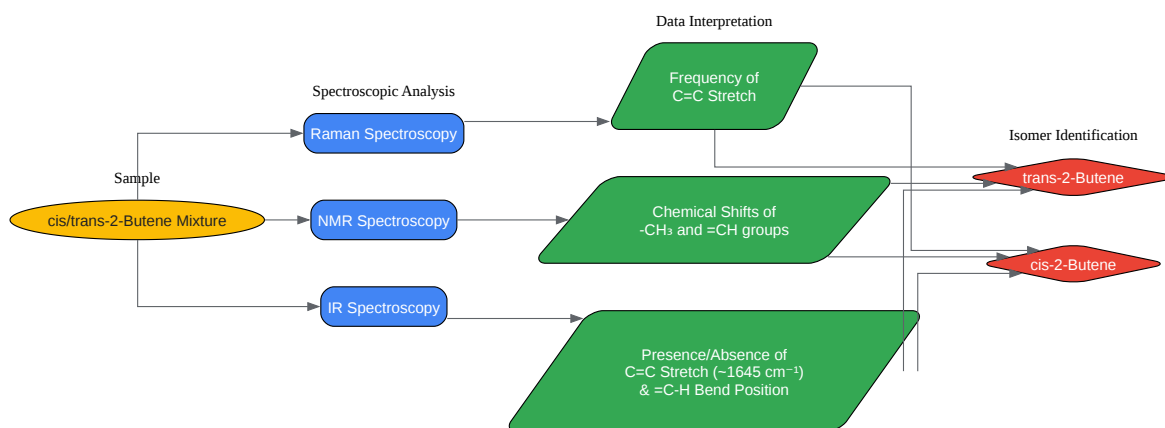 Data Interpretation
Frequency of
C=C Stretch
Spectroscopic Analysis
Raman Spectroscopy
Isomer Identification
trans-2-Butene
Sample
cis/trans-2-Butene Mixture
NMR Spectroscopy
Chemical Shifts of
-CH₃ and =CH groups
cis-2-Butene
IR Spectroscopy
Presence/Absence of
C=C Stretch (~1645 cm⁻¹)
& =C-H Bend Position